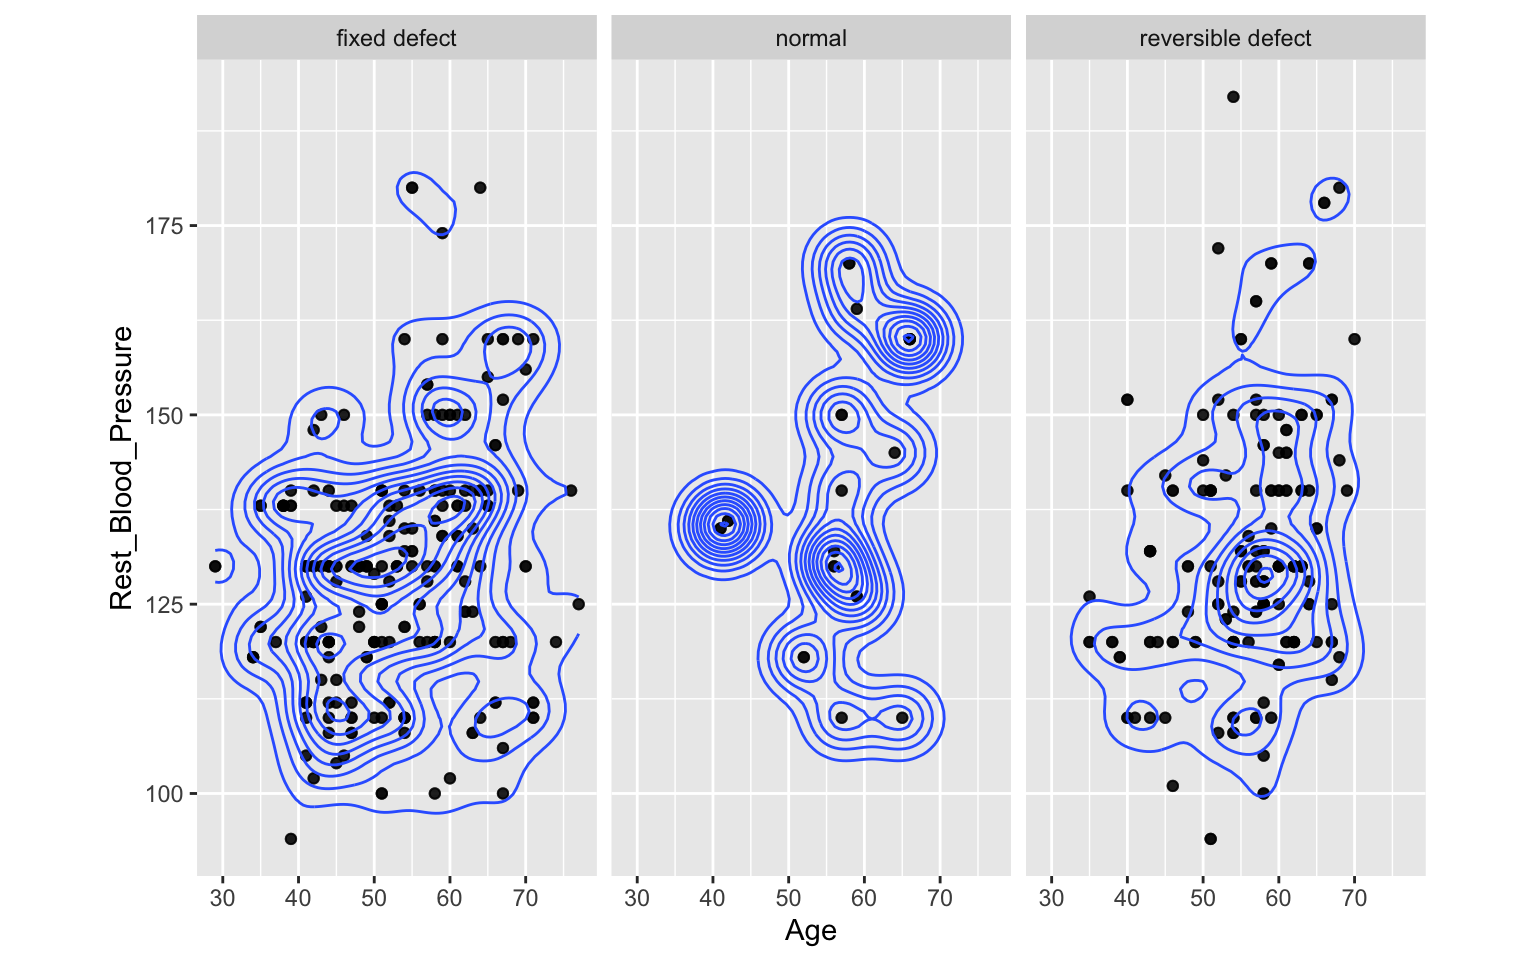 fixed defect normal reversible defect
Rest_Blood_Pressure
175
150
125
100
30 40 50 60 70 30 40 50 60 70 30 40 50 60 70
Age